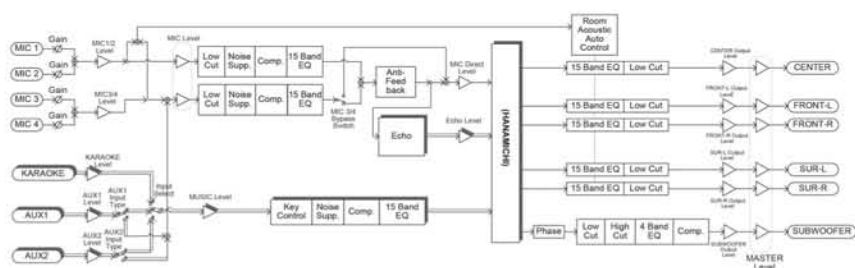 Gain
MIC 1
MIC 2
Gain
MIC1/2
Level
MIC Level
Low
Cut
Noise
Supp.
Comp.
15 Band
EQ
Gain
MIC 3
MIC 4
Gain
MIC3/4
Level
Low
Cut
Noise
Supp.
Comp.
15 Band
EQ
MIC 3/4
Bypass
Switch
Anti-
Feed
back
MIC Direct Level
Echo
Echo Level
KARAOKE
KARAOKE
Level
AUX1
AUX1
Level
AUX1
Input
Type
AUX2
AUX2
Level
AUX2
Input
Type
Input
Select
MUSIC Level
Key
Control
Noise
Supp.
Comp.
15 Band
EQ
(HANAMICHI)
Room
Acoustic
Auto
Control
15 Band EQ
Low Cut
CENTER Output
Level
CENTER
15 Band EQ
Low Cut
FRONT-L Output
Level
FRONT-L
15 Band EQ
Low Cut
FRONT-R Output
Level
FRONT-R
15 Band EQ
Low Cut
SUR-L Output
Level
SUR-L
15 Band EQ
Low Cut
SUR-R Output
Level
SUR-R
Phase
Low
Cut
High
Cut
4 Band
EQ
Comp.
SUBWOOFER
Output
Level
SUBWOOFER
MASTER
Level